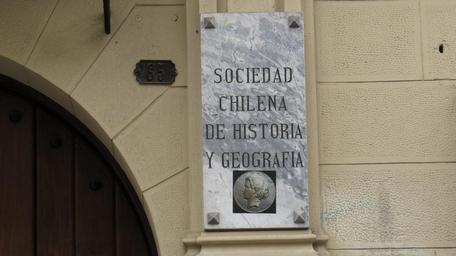 65
SOCIEDAD
CHILENA
DE HISTORIA
Y GEOGRAFIA